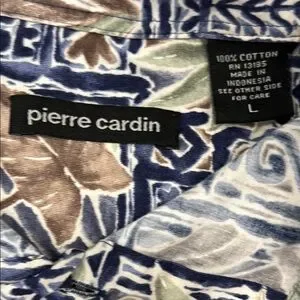 pierre cardin
100% COTTON
RN 13185
MADE IN
INDONESIA
SEE OTHER SIDE
FOR CARE
L